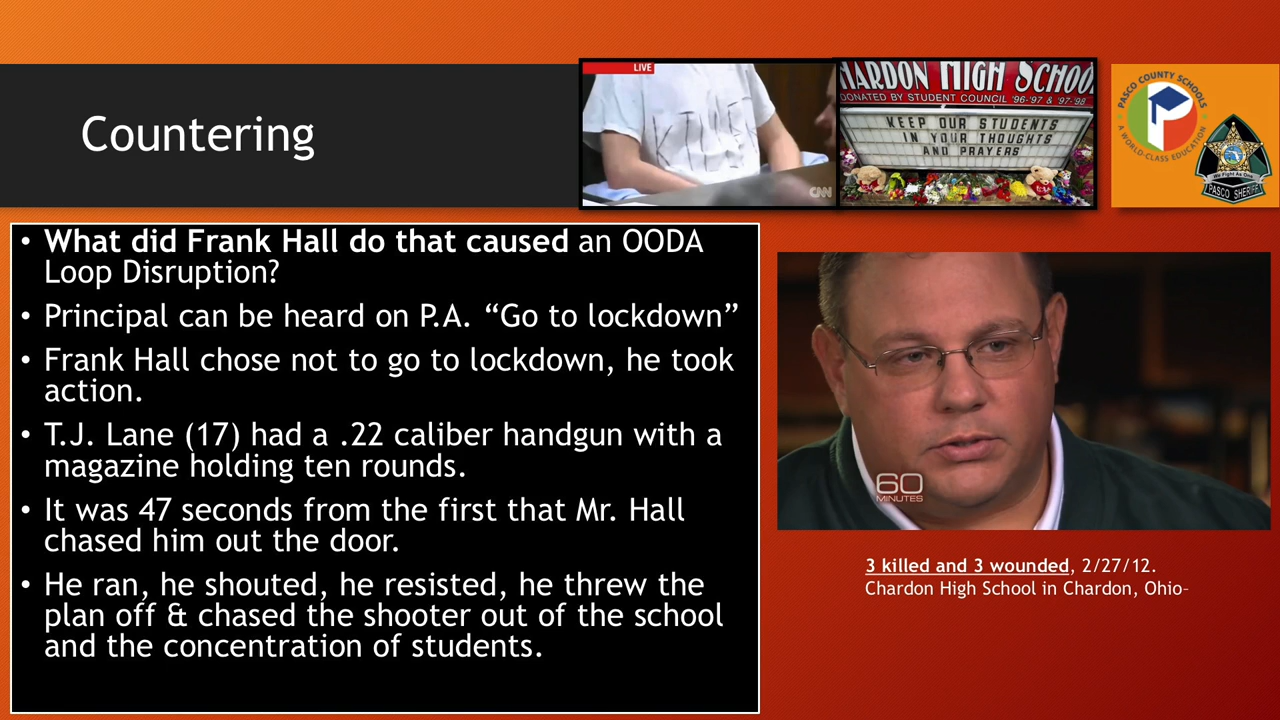 Countering
LIVE
KILLER
CNN
HARDON HIGH SCHOO
DONATED BY STUDENT COUNCIL '96-'97 & '97-'98
KEEP OUR STUDENTS
IN YOUR THOUGHTS
AND PRAYERS
PASCO COUNTY SCHOOLS
A WORLD-CLASS EDUCATION
We Fight As One
PASCO SHERIFF
• What did Frank Hall do that caused an OODA
Loop Disruption?
• Principal can be heard on P.A. “Go to lockdown”
• Frank Hall chose not to go to lockdown, he took
action.
• T.J. Lane (17) had a .22 caliber handgun with a
magazine holding ten rounds.
• It was 47 seconds from the first that Mr. Hall
chased him out the door.
• He ran, he shouted, he resisted, he threw the
plan off & chased the shooter out of the school
and the concentration of students.
60
MINUTES
3 killed and 3 wounded, 2/27/12.
Chardon High School in Chardon, Ohio-